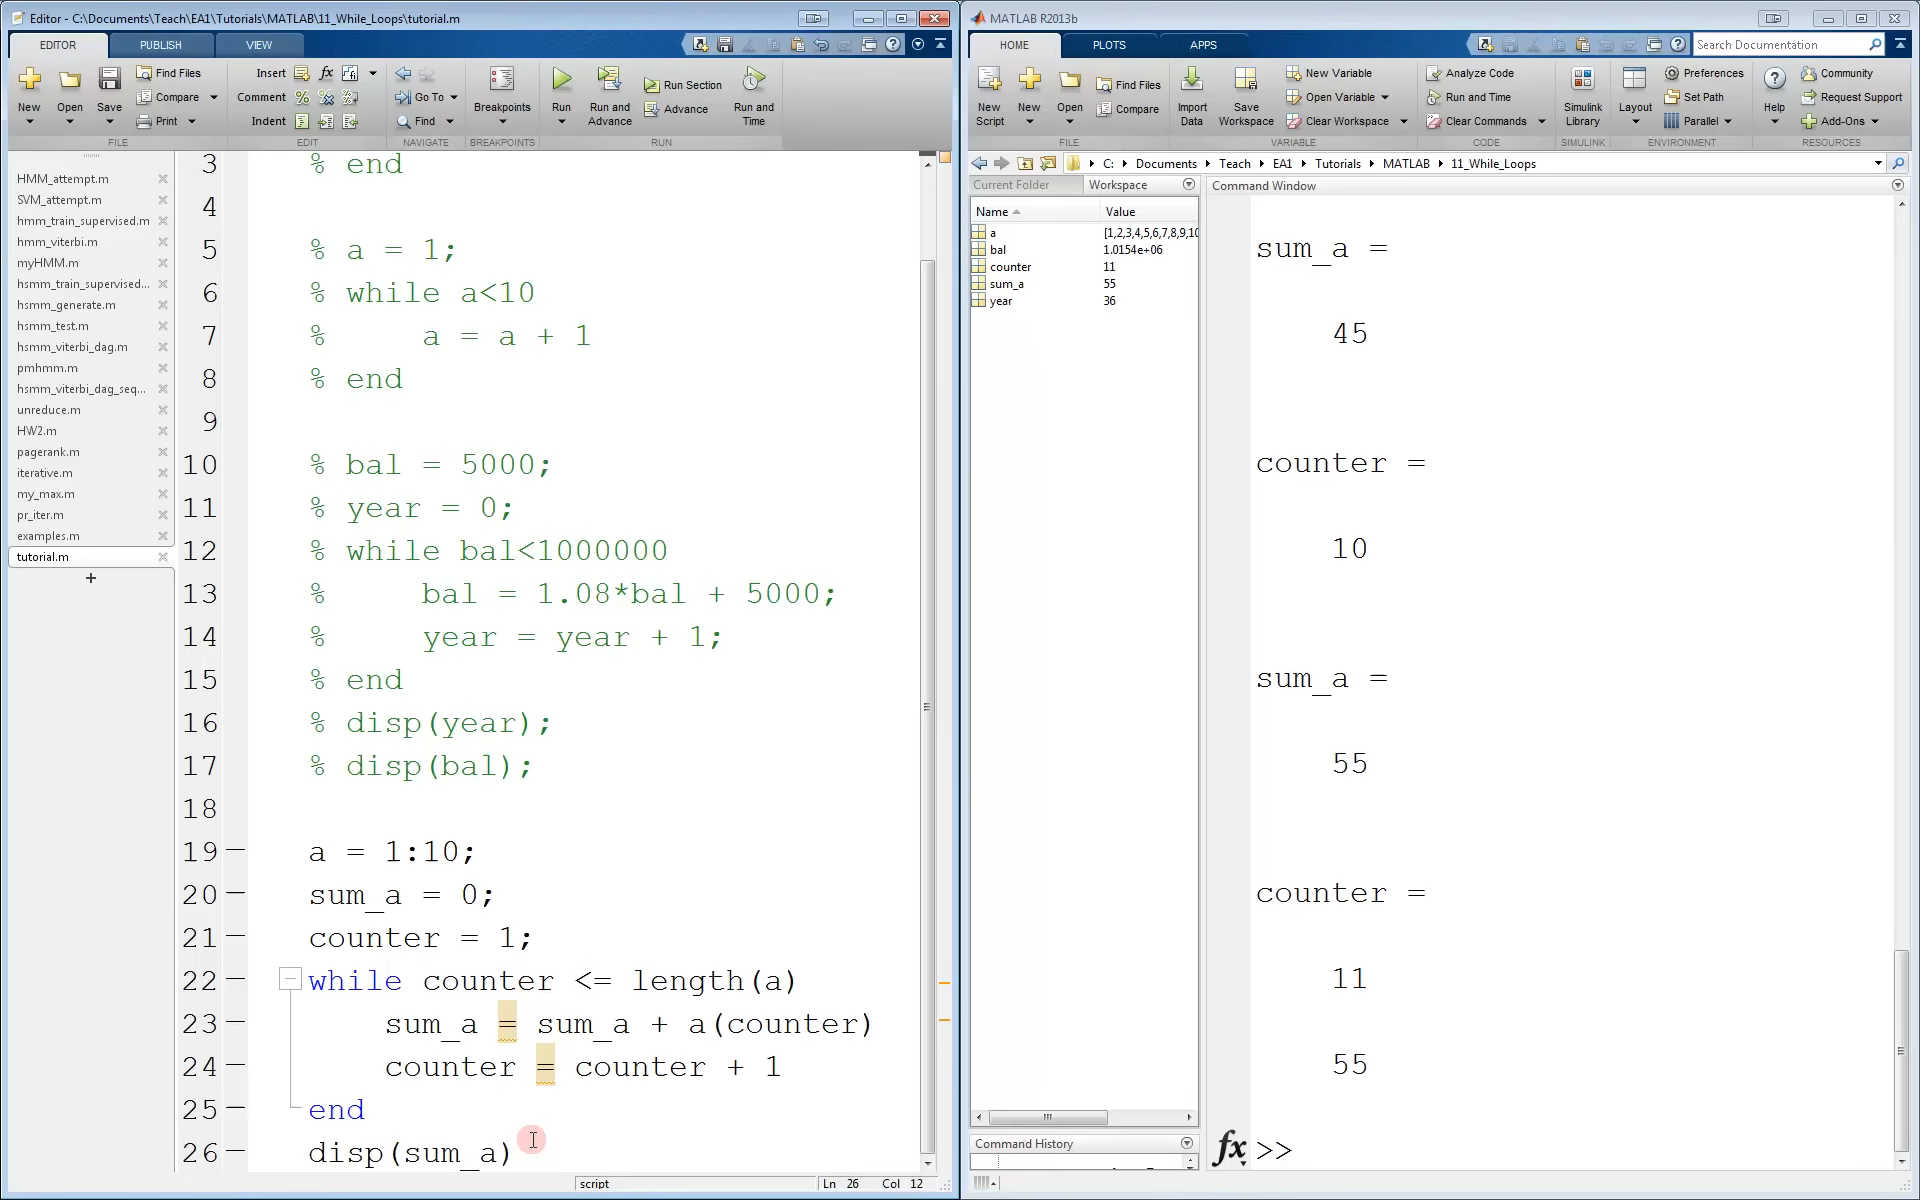 Editor - C:\Documents\Teach\EA1\Tutorials\MATLAB\11_While_Loops\tutorial.m
EDITOR PUBLISH VIEW
New Open Save
Find Files
Compare
Print
FILE
Insert fx
Comment
Indent
EDIT
Go To
Find
NAVIGATE
Breakpoints
BREAKPOINTS
Run
Run and Advance
Run Section
Advance
Run and Time
RUN
HMM_attempt.m
SVM_attempt.m
hmm_train_supervised.m
hmm_viterbi.m
myHMM.m
hsmm_train_supervised...
hsmm_generate.m
hsmm_test.m
hsmm_viterbi_dag.m
pmhmm.m
hsmm_viterbi_dag_seq...
unreduce.m
HW2.m
pagerank.m
iterative.m
my_max.m
pr_iter.m
examples.m
tutorial.m
+
3 % end
4
5 % a = 1;
6 % while a<10
7 %     a = a + 1
8 % end
9
10 % bal = 5000;
11 % year = 0;
12 % while bal<1000000
13 %     bal = 1.08*bal + 5000;
14 %     year = year + 1;
15 % end
16 % disp(year);
17 % disp(bal);
18
19 a = 1:10;
20 sum_a = 0;
21 counter = 1;
22 while counter <= length(a)
23     sum_a = sum_a + a(counter)
24     counter = counter + 1
25 end
26 disp(sum_a)
script Ln 26 Col 12
MATLAB R2013b
HOME PLOTS APPS
Search Documentation
New Script
New
Open
Find Files
Compare
FILE
Import Data
Save Workspace
New Variable
Open Variable
Clear Workspace
VARIABLE
Analyze Code
Run and Time
Clear Commands
CODE
Simulink Library
SIMULINK
Layout
Preferences
Set Path
Parallel
ENVIRONMENT
Help
Community
Request Support
Add-Ons
RESOURCES
C: Documents Teach EA1 Tutorials MATLAB 11_While_Loops
Current Folder Workspace
Name Value
a [1,2,3,4,5,6,7,8,9,10
bal 1.0154e+06
counter 11
sum_a 55
year 36
Command History
Command Window
sum_a =
45
counter =
10
sum_a =
55
counter =
11
55
fx >>